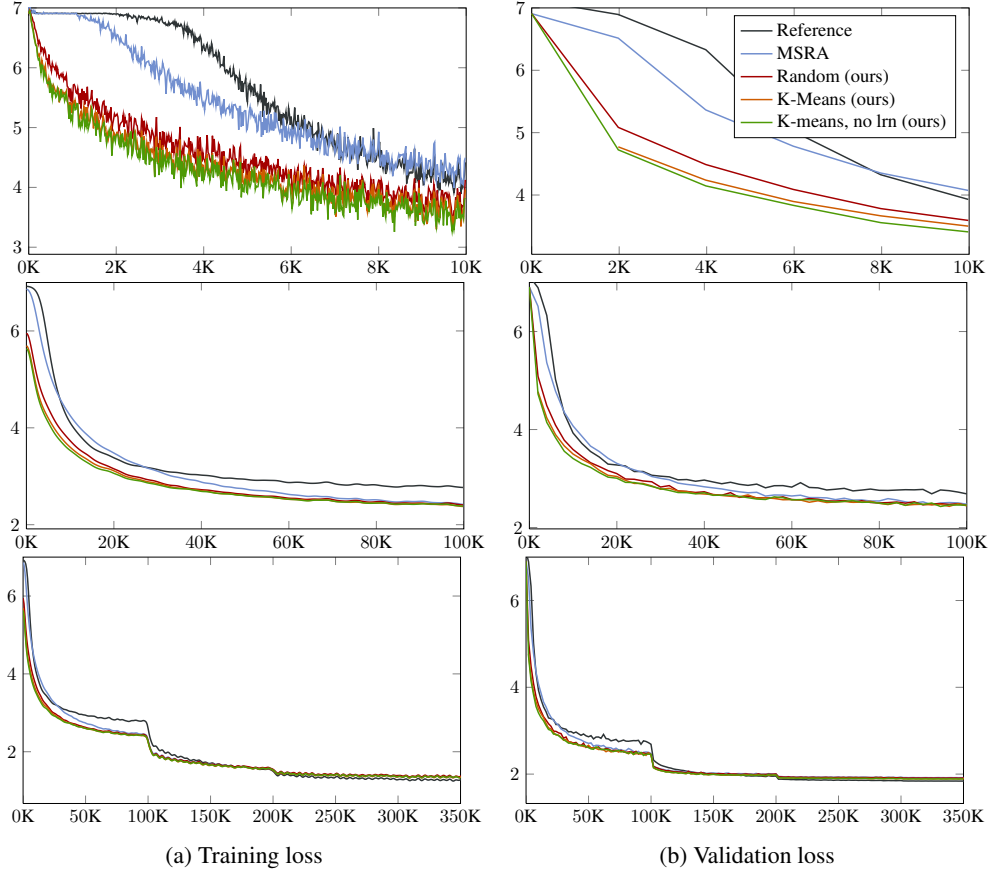 7
6
5
4
3
0K 2K 4K 6K 8K 10K
7
6
5
4
0K 2K 4K 6K 8K 10K
Reference
MSRA
Random (ours)
K-Means (ours)
K-means, no lrn (ours)
6
4
2
0K 20K 40K 60K 80K 100K
6
4
2
0K 20K 40K 60K 80K 100K
6
4
2
0K 50K 100K 150K 200K 250K 300K 350K
6
4
2
0K 50K 100K 150K 200K 250K 300K 350K
(a) Training loss
(b) Validation loss